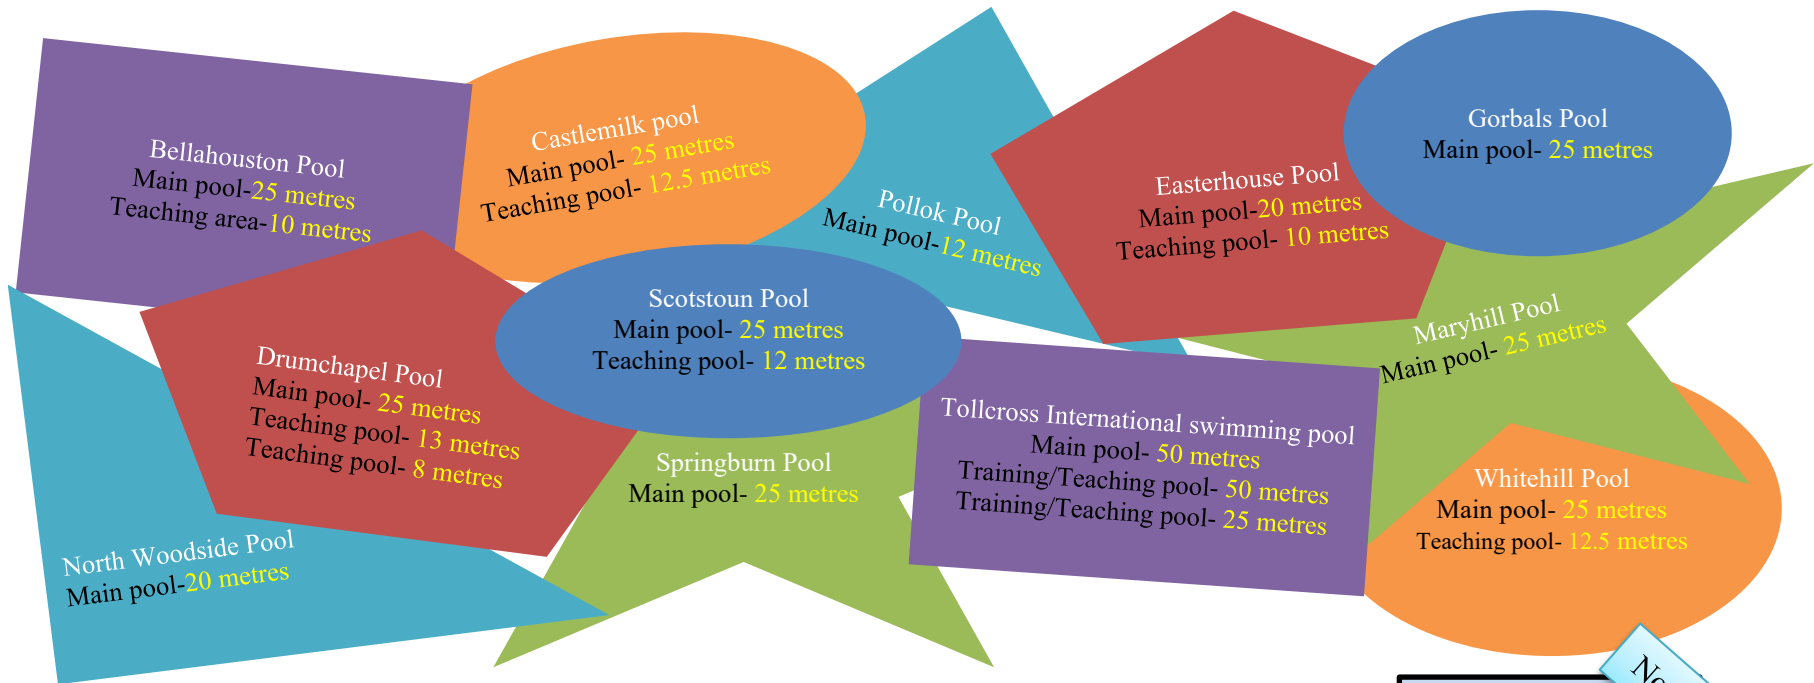 Bellahouston Pool
Main pool-25 metres
Teaching area-10 metres
Castlemilk pool
Main pool- 25 metres
Teaching pool- 12.5 metres
Pollok Pool
Main pool-12 metres
Easterhouse Pool
Main pool-20 metres
Teaching pool- 10 metres
Gorbals Pool
Main pool- 25 metres
Scotstoun Pool
Main pool- 25 metres
Teaching pool- 12 metres
Maryhill Pool
Main pool- 25 metres
Drumchapel Pool
Main pool- 25 metres
Teaching pool- 13 metres
Teaching pool- 8 metres
Springburn Pool
Main pool- 25 metres
Tollcross International swimming pool
Main pool- 50 metres
Training/Teaching pool- 50 metres
Training/Teaching pool- 25 metres
Whitehill Pool
Main pool- 25 metres
Teaching pool- 12.5 metres
North Woodside Pool
Main pool-20 metres